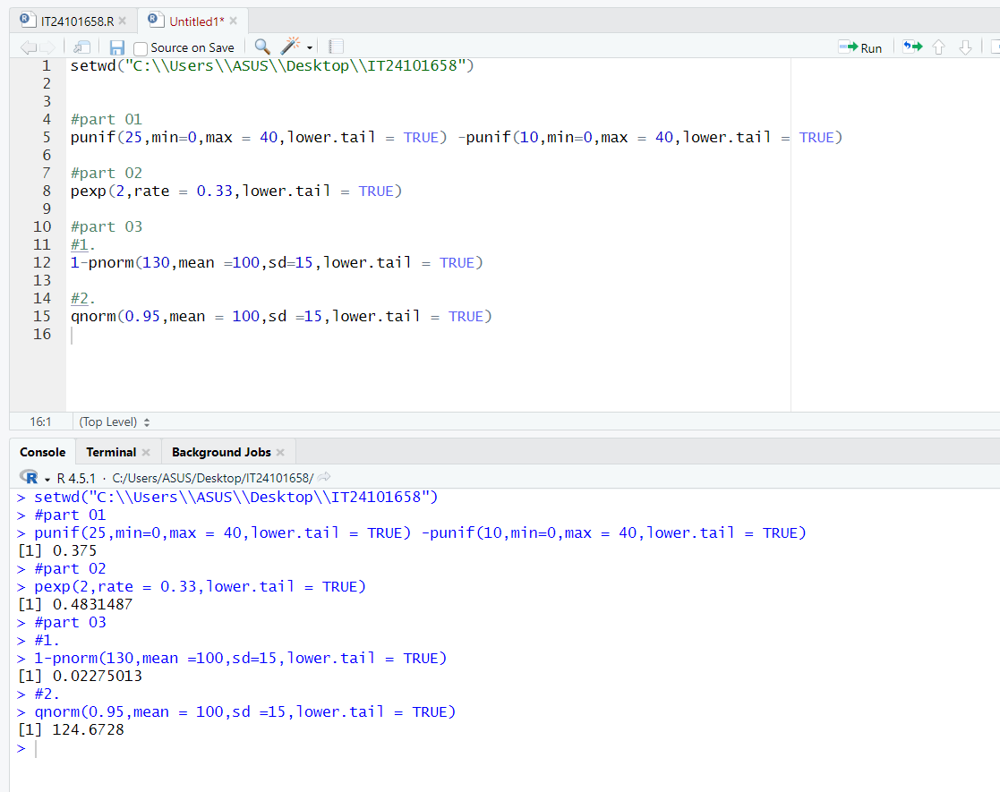 IT24101658.R
Untitled1*
Source on Save
Run
1 setwd("C:\\Users\\ASUS\\Desktop\\IT24101658")
2
3
4 #part 01
5 punif(25,min=0,max = 40,lower.tail = TRUE) -punif(10,min=0,max = 40,lower.tail = TRUE)
6
7 #part 02
8 pexp(2,rate = 0.33,lower.tail = TRUE)
9
10 #part 03
11 #1.
12 1-pnorm(130,mean =100,sd=15,lower.tail = TRUE)
13
14 #2.
15 qnorm(0.95,mean = 100,sd =15,lower.tail = TRUE)
16
16:1 (Top Level)
Console Terminal Background Jobs
R 4.5.1 · C:/Users/ASUS/Desktop/IT24101658/
> setwd("C:\\Users\\ASUS\\Desktop\\IT24101658")
> #part 01
> punif(25,min=0,max = 40,lower.tail = TRUE) -punif(10,min=0,max = 40,lower.tail = TRUE)
[1] 0.375
> #part 02
> pexp(2,rate = 0.33,lower.tail = TRUE)
[1] 0.4831487
> #part 03
> #1.
> 1-pnorm(130,mean =100,sd=15,lower.tail = TRUE)
[1] 0.02275013
> #2.
> qnorm(0.95,mean = 100,sd =15,lower.tail = TRUE)
[1] 124.6728
>